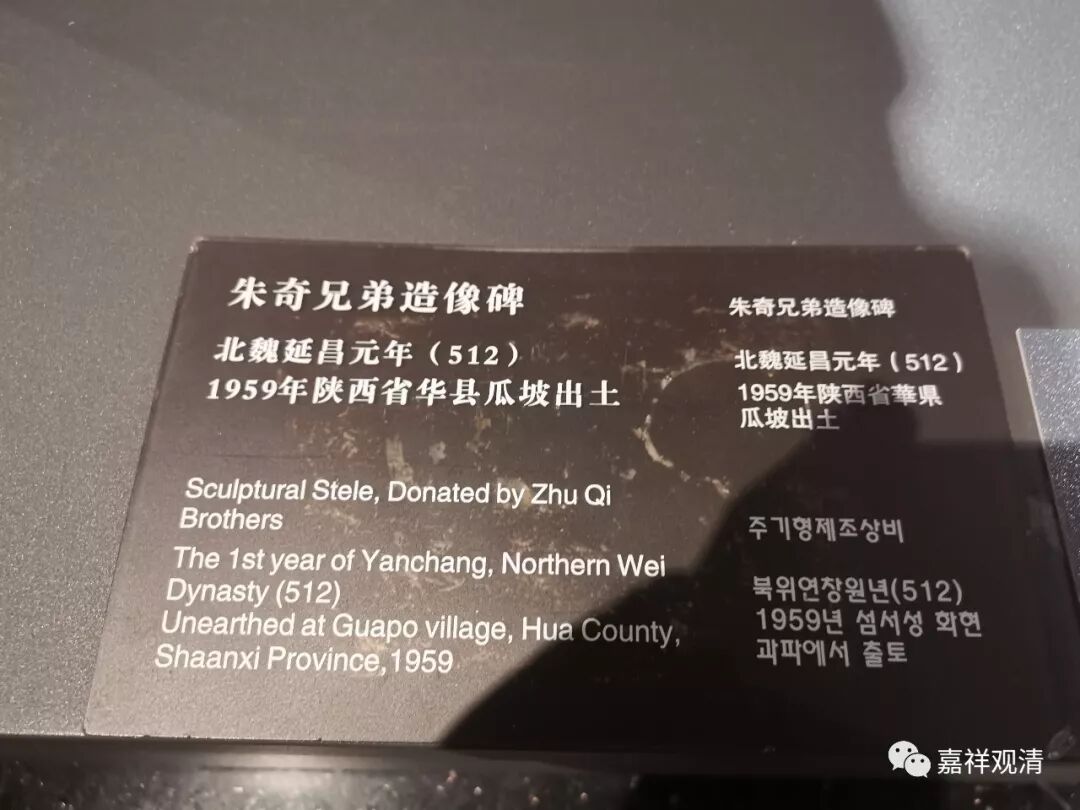 朱奇兄弟造像碑
北魏延昌元年（512）
1959年陕西省华县瓜坡出土
Sculptural Stele, Donated by Zhu Qi
Brothers
The 1st year of Yanchang, Northern Wei
Dynasty (512)
Unearthed at Guapo village, Hua County,
Shaanxi Province,1959
朱奇兄弟造像碑
北魏延昌元年（512）
1959年陕西省華県
瓜坡出土
주기형제조상비
북위연창원년(512)
1959년 섬서성 화현
과파에서 출토
嘉祥观清